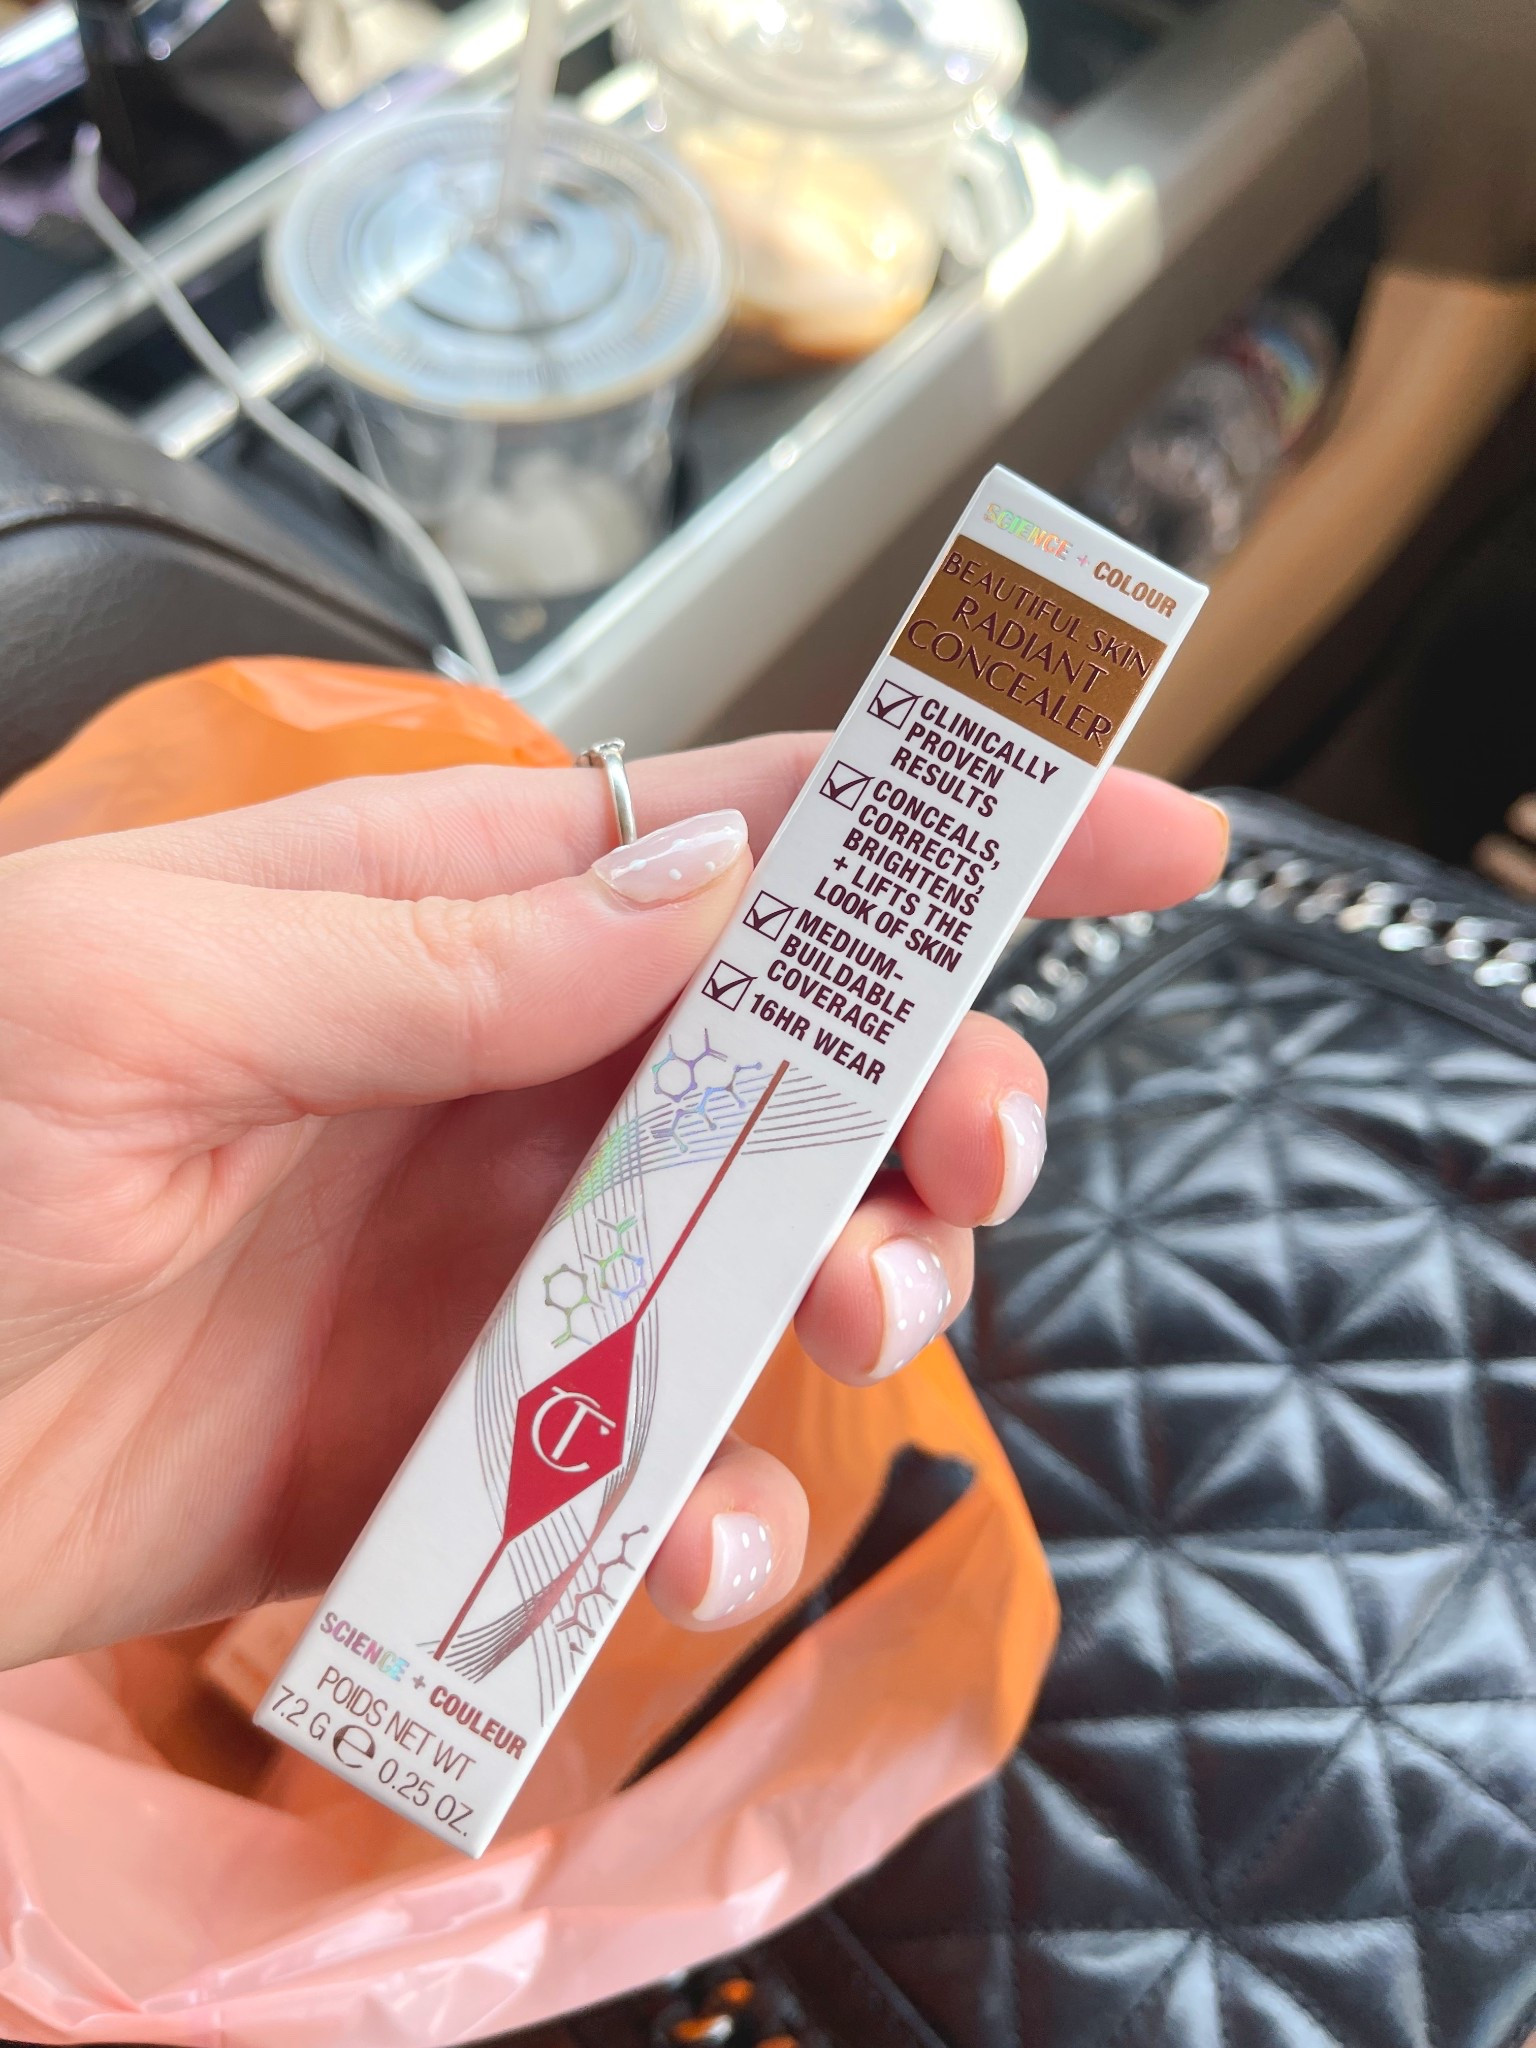 SCIENCE + COLOUR
BEAUTIFUL SKIN
RADIANT
CONCEALER
CLINICALLY
PROVEN
RESULTS
CONCEALS,
CORRECTS,
BRIGHTENS
+ LIFTS THE
LOOK OF SKIN
MEDIUM-
BUILDABLE
COVERAGE
16HR WEAR
CT
SCIENCE + COULEUR
POIDS NET WT
7.2 G ℮ 0.25 OZ.